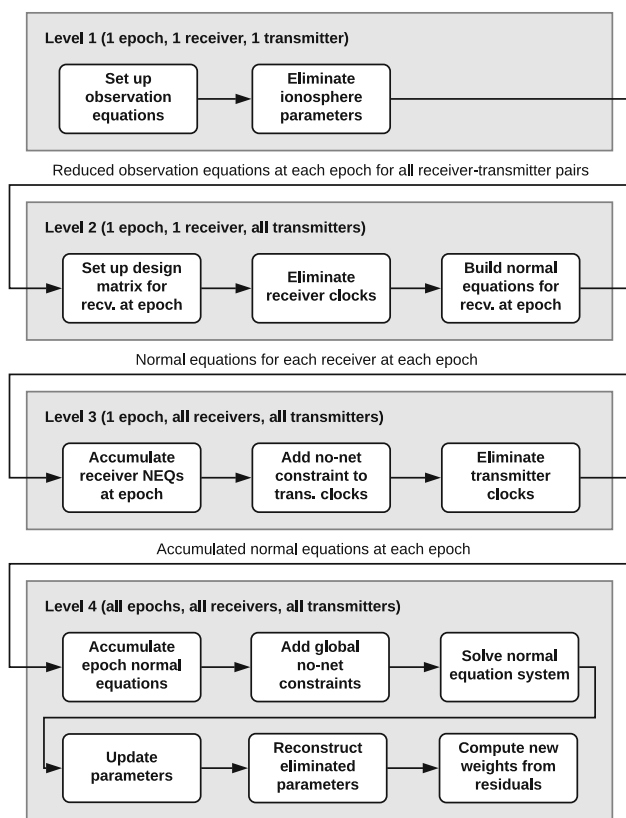 Level 1 (1 epoch, 1 receiver, 1 transmitter)
Set up
observation
equations
Eliminate
ionosphere
parameters
Reduced observation equations at each epoch for all receiver-transmitter pairs
Level 2 (1 epoch, 1 receiver, all transmitters)
Set up design
matrix for
recv. at epoch
Eliminate
receiver clocks
Build normal
equations for
recv. at epoch
Normal equations for each receiver at each epoch
Level 3 (1 epoch, all receivers, all transmitters)
Accumulate
receiver NEQs
at epoch
Add no-net
constraint to
trans. clocks
Eliminate
transmitter
clocks
Accumulated normal equations at each epoch
Level 4 (all epochs, all receivers, all transmitters)
Accumulate
epoch normal
equations
Add global
no-net
constraints
Solve normal
equation system
Update
parameters
Reconstruct
eliminated
parameters
Compute new
weights from
residuals